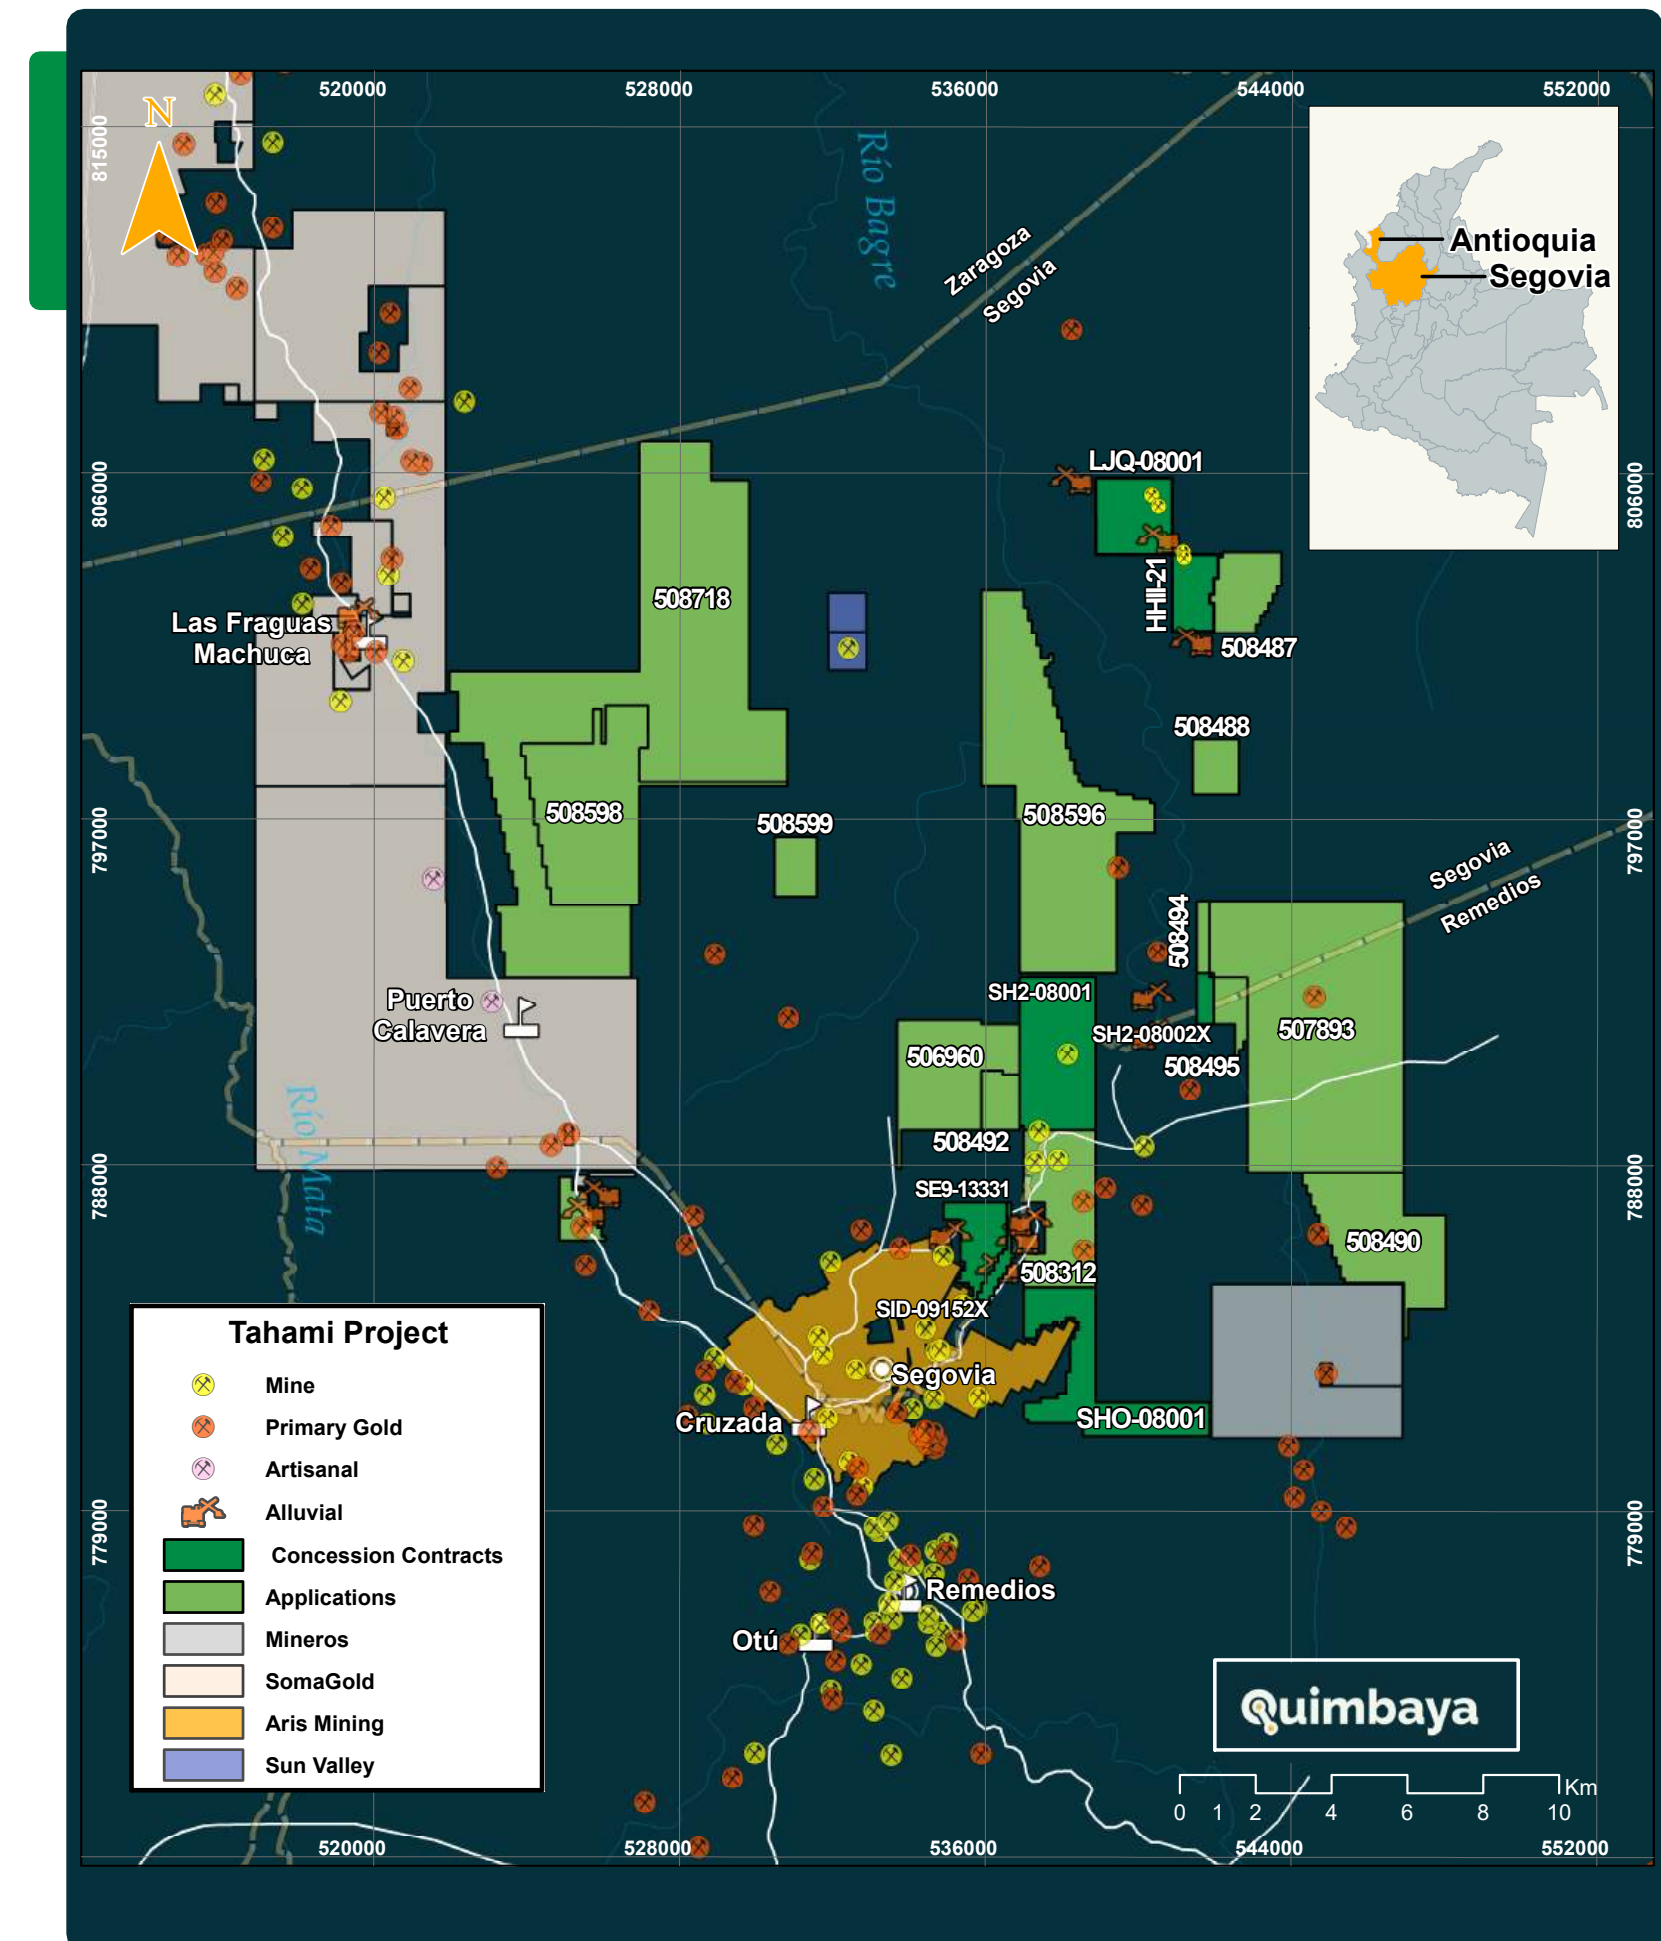 520000
528000
536000
544000
552000
N
815000
Río Bagre
Zaragoza
Segovia
Antioquia
Segovia
806000
806000
LJQ-08001
HHII-21
508718
Las Fraguas
Machuca
508487
508488
508598
508599
508596
797000
797000
Segovia
Remedios
508494
Puerto
Calavera
SH2-08001
SH2-08002X
507893
506960
508495
Río Mata
508492
788000
788000
SE9-13331
508490
508312
SID-09152X
Segovia
Cruzada
SHO-08001
Tahami Project
Mine
Primary Gold
Artisanal
Alluvial
Concession Contracts
Applications
Mineros
SomaGold
Aris Mining
Sun Valley
779000
779000
Remedios
Otú
Quimbaya
Km
0 1 2 4 6 8 10
520000
528000
536000
544000
552000